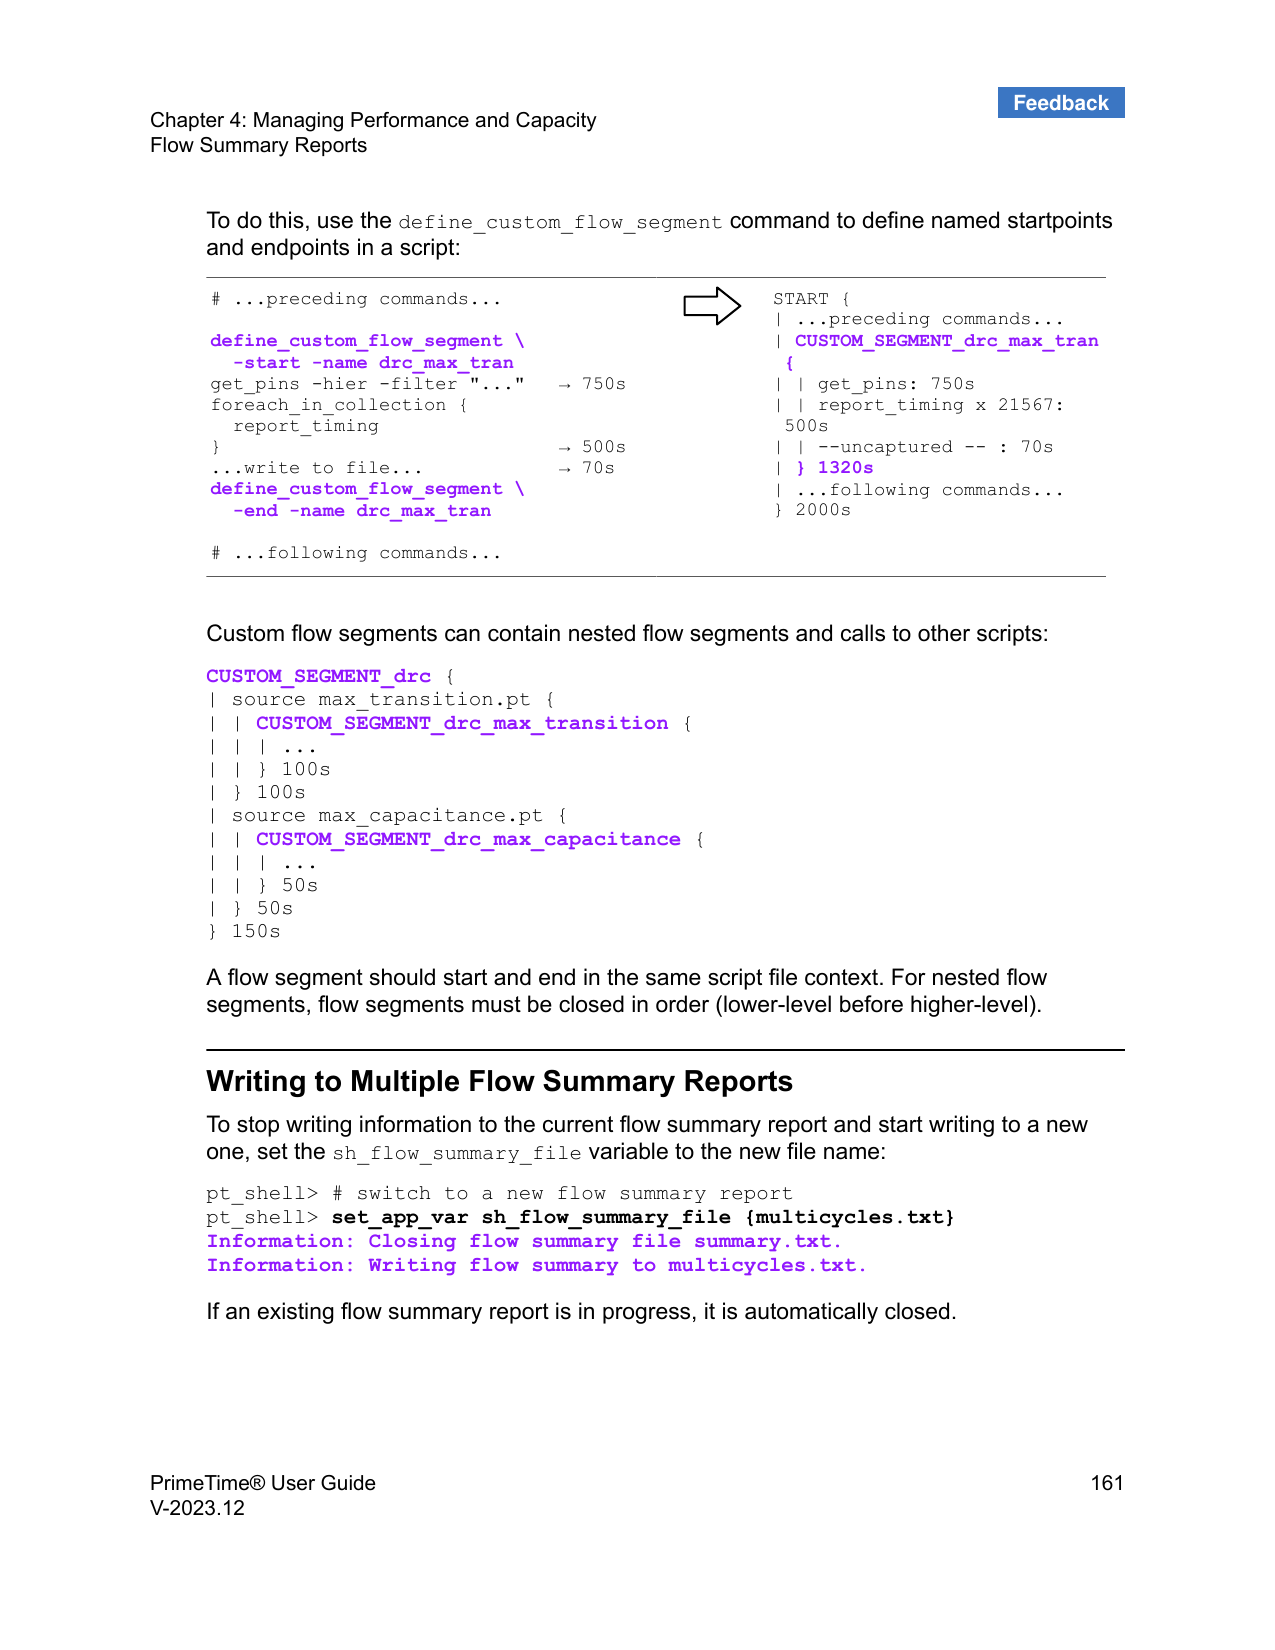 Feedback
Chapter 4: Managing Performance and Capacity
Flow Summary Reports
To do this, use the define_custom_flow_segment command to define named startpoints
and endpoints in a script:
# ...preceding commands...
define_custom_flow_segment \
  -start -name drc_max_tran
get_pins -hier -filter "..."   → 750s
foreach_in_collection {
  report_timing
}                              → 500s
...write to file...            → 70s
define_custom_flow_segment \
  -end -name drc_max_tran
# ...following commands...
START {
| ...preceding commands...
| CUSTOM_SEGMENT_drc_max_tran
 {
| | get_pins: 750s
| | report_timing x 21567:
 500s
| | --uncaptured -- : 70s
| } 1320s
| ...following commands...
} 2000s
Custom flow segments can contain nested flow segments and calls to other scripts:
CUSTOM_SEGMENT_drc {
| source max_transition.pt {
| | CUSTOM_SEGMENT_drc_max_transition {
| | | ...
| | } 100s
| } 100s
| source max_capacitance.pt {
| | CUSTOM_SEGMENT_drc_max_capacitance {
| | | ...
| | } 50s
| } 50s
} 150s
A flow segment should start and end in the same script file context. For nested flow
segments, flow segments must be closed in order (lower-level before higher-level).
Writing to Multiple Flow Summary Reports
To stop writing information to the current flow summary report and start writing to a new
one, set the sh_flow_summary_file variable to the new file name:
pt_shell> # switch to a new flow summary report
pt_shell> set_app_var sh_flow_summary_file {multicycles.txt}
Information: Closing flow summary file summary.txt.
Information: Writing flow summary to multicycles.txt.
If an existing flow summary report is in progress, it is automatically closed.
PrimeTime® User Guide 161
V-2023.12